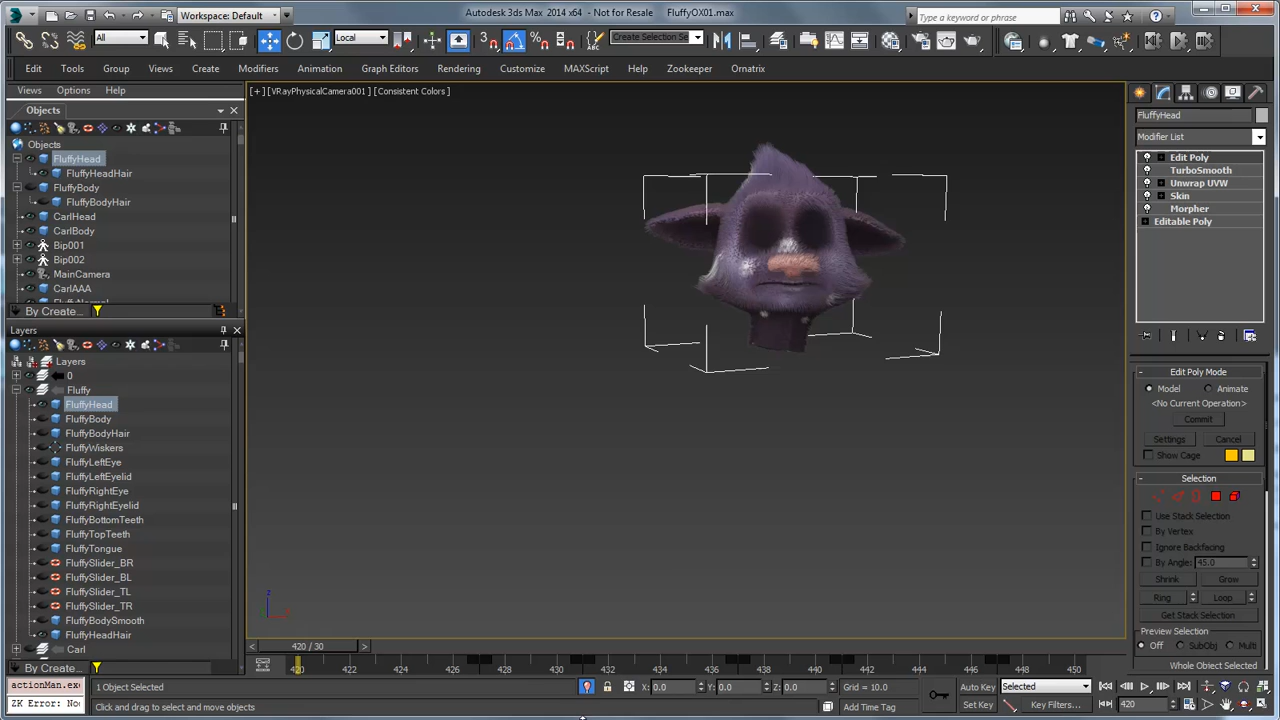 Workspace: Default
Autodesk 3ds Max 2014 x64 - Not for Resale FluffyOX01.max
Type a keyword or phrase
All
Local
Create Selection Se
Edit Tools Group Views Create Modifiers Animation Graph Editors Rendering Customize MAXScript Help Zookeeper Ornatrix
Views Options Help
[+] [VRayPhysicalCamera001] [Consistent Colors]
Objects
Objects
FluffyHead
FluffyHeadHair
FluffyBody
FluffyBodyHair
CarlHead
CarlBody
Bip001
Bip002
MainCamera
CarlAAA
By Create...
Layers
Layers
0
Fluffy
FluffyHead
FluffyBody
FluffyBodyHair
FluffyWiskers
FluffyLeftEye
FluffyLeftEyelid
FluffyRightEye
FluffyRightEyelid
FluffyBottomTeeth
FluffyTopTeeth
FluffyTongue
FluffySlider_BR
FluffySlider_BL
FluffySlider_TL
FluffySlider_TR
FluffyBodySmooth
FluffyHeadHair
Carl
By Create...
z
FluffyHead
Modifier List
Edit Poly
TurboSmooth
Unwrap UVW
Skin
Morpher
Editable Poly
Edit Poly Mode
Model Animate
<No Current Operation>
Commit
Settings Cancel
Show Cage
Selection
Use Stack Selection
By Vertex
Ignore Backfacing
By Angle: 45.0
Shrink Grow
Ring Loop
Get Stack Selection
Preview Selection
Off SubObj Multi
Whole Object Selected
< 420 / 30 >
420 422 424 426 428 430 432 434 436 438 440 442 444 446 448 450
actionMan.exe
1 Object Selected
X: 0.0 Y: 0.0 Z: 0.0 Grid = 10.0
Auto Key Selected
ZK Error: No
Click and drag to select and move objects
Add Time Tag
Set Key Key Filters... 420